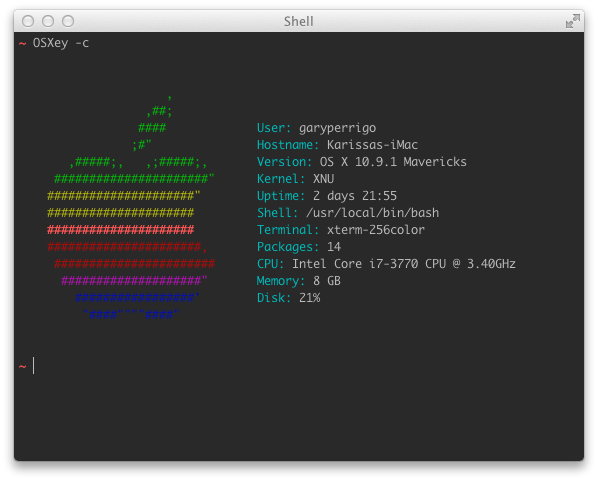 Shell
~ OSXey -c
,
,##;
####
;#"
,#####;, ,;#####;,
######################"
#####################"
#####################
#####################
######################,
#######################
####################"
#################'
"####""'"####'
User: garyperrigo
Hostname: Karissas-iMac
Version: OS X 10.9.1 Mavericks
Kernel: XNU
Uptime: 2 days 21:55
Shell: /usr/local/bin/bash
Terminal: xterm-256color
Packages: 14
CPU: Intel Core i7-3770 CPU @ 3.40GHz
Memory: 8 GB
Disk: 21%
~